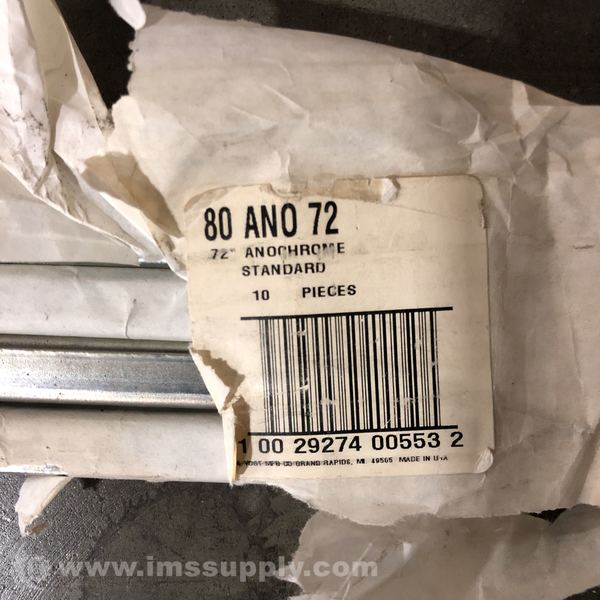 80 ANO 72
72" ANOCHROME
STANDARD
10 PIECES
1 00 29274 00553 2
MFG CO GRAND RAPIDS, MI. 49505 MADE IN USA
www.imssupply.com